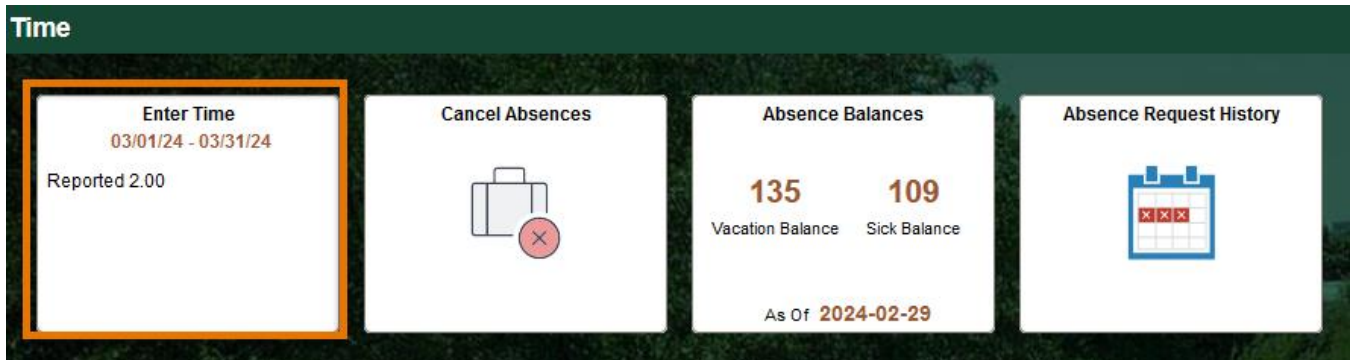 Time
Enter Time
03/01/24 - 03/31/24
Reported 2.00
Cancel Absences
Absence Balances
135
109
Vacation Balance
Sick Balance
As Of 2024-02-29
Absence Request History